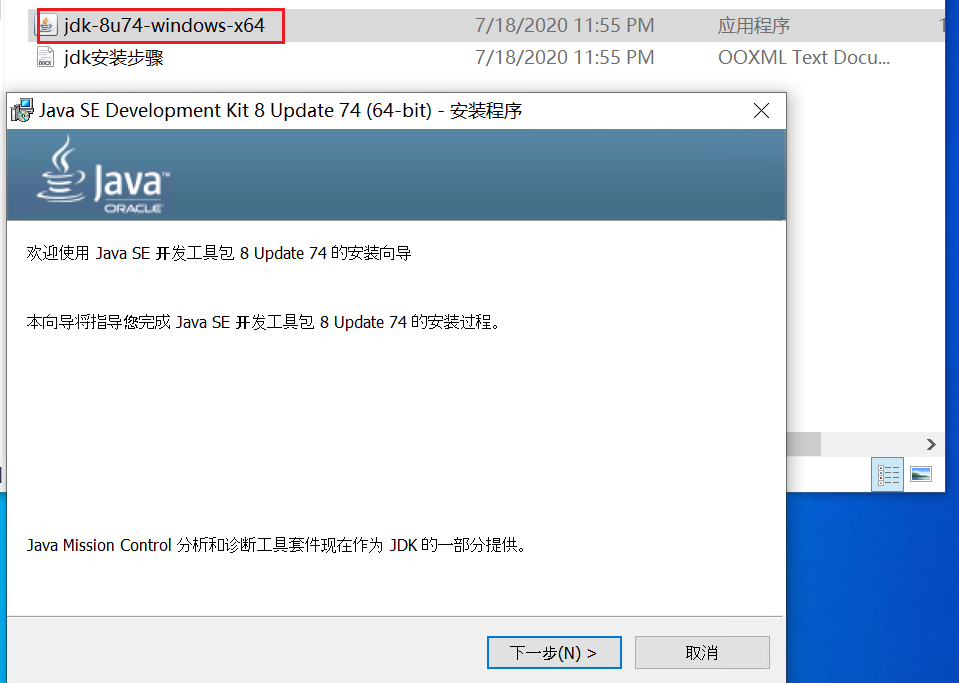 jdk-8u74-windows-x64 7/18/2020 11:55 PM 应用程序 1
jdk安装步骤 7/18/2020 11:55 PM OOXML Text Docu...
Java SE Development Kit 8 Update 74 (64-bit) - 安装程序
Java™
ORACLE
欢迎使用 Java SE 开发工具包 8 Update 74 的安装向导
本向导将指导您完成 Java SE 开发工具包 8 Update 74 的安装过程。
Java Mission Control 分析和诊断工具套件现在作为 JDK 的一部分提供。
下一步(N) > 取消